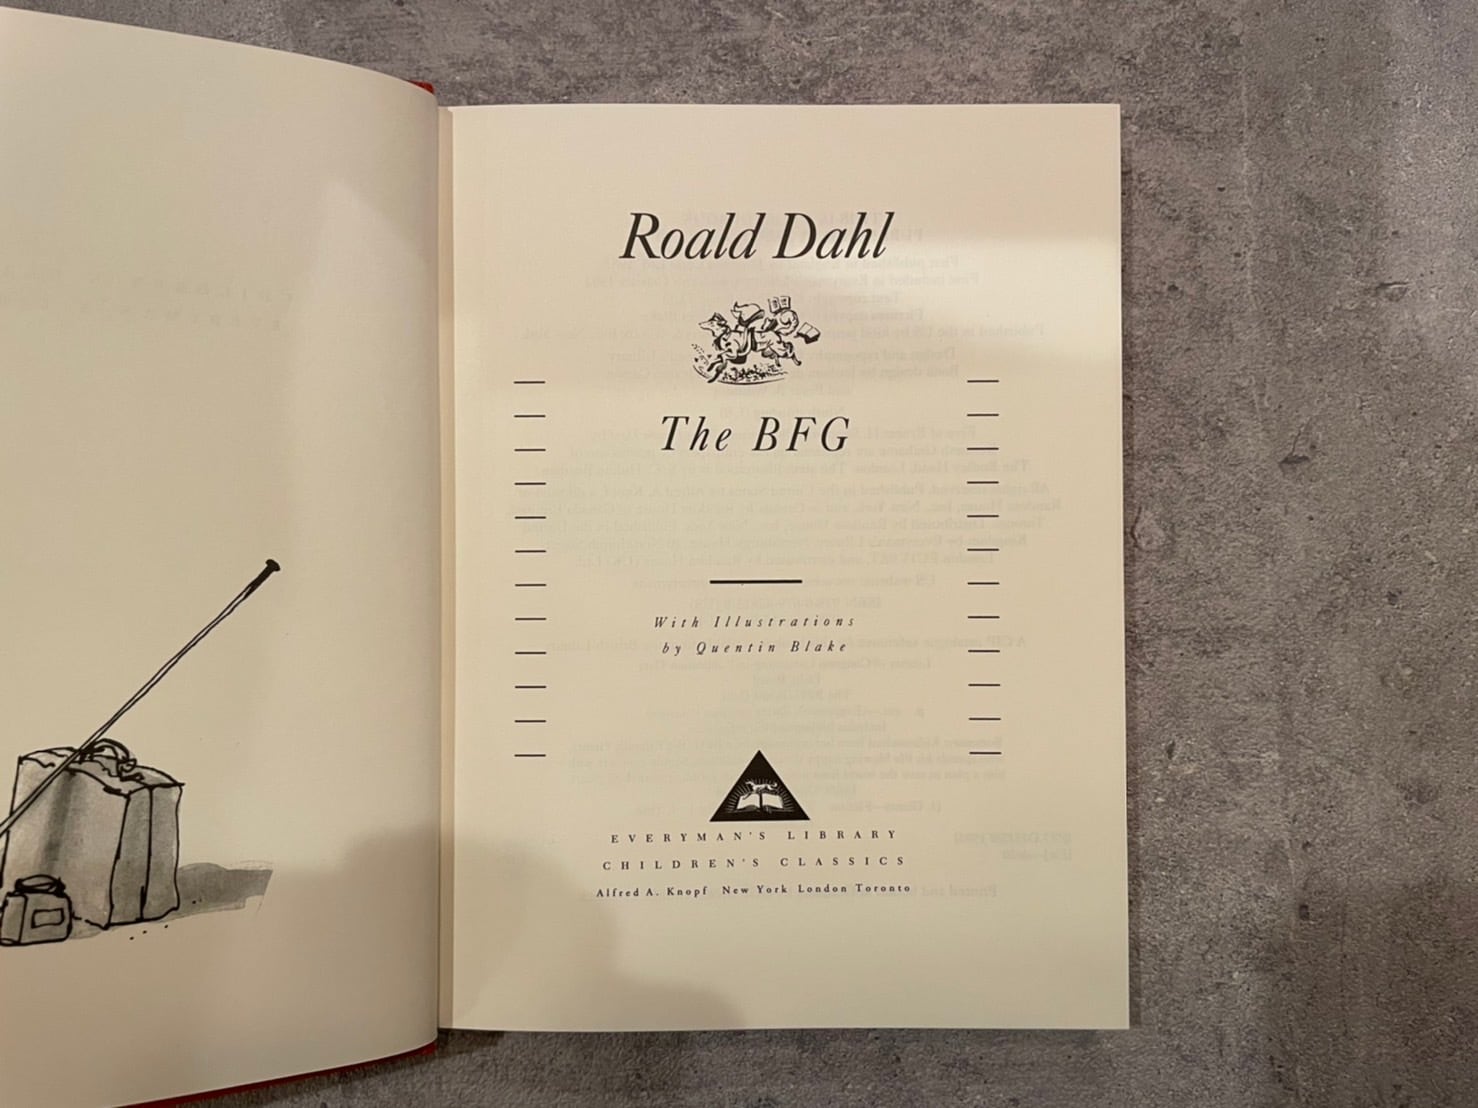 Roald Dahl
The BFG
With Illustrations
by Quentin Blake
EVERYMAN'S LIBRARY
CHILDREN'S CLASSICS
Alfred A. Knopf New York London Toronto